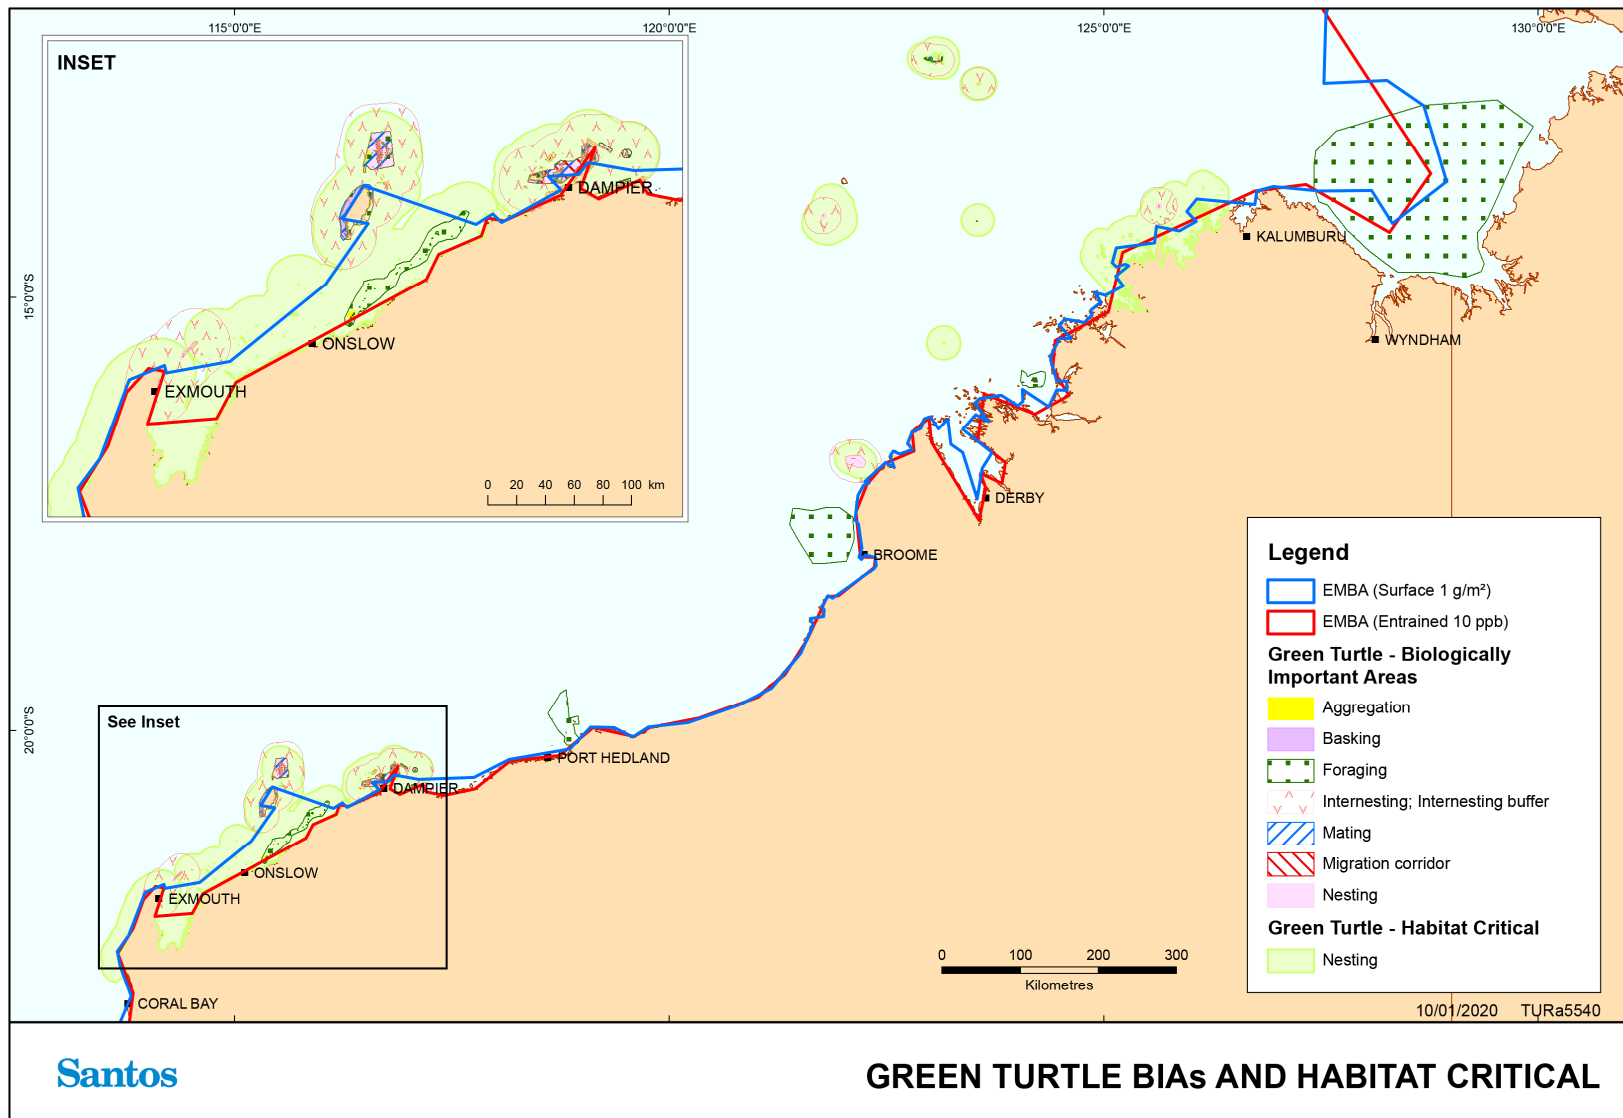 115°0'0"E
120°0'0"E
125°0'0"E
130°0'0"E
INSET
DAMPIER
ONSLOW
EXMOUTH
0 20 40 60 80 100 km
15°0'0"S
KALUMBURU
WYNDHAM
DERBY
BROOME
20°0'0"S
See Inset
PORT HEDLAND
DAMPIER
ONSLOW
EXMOUTH
CORAL BAY
0 100 200 300
Kilometres
Legend
EMBA (Surface 1 g/m²)
EMBA (Entrained 10 ppb)
Green Turtle - Biologically
Important Areas
Aggregation
Basking
Foraging
Internesting; Internesting buffer
Mating
Migration corridor
Nesting
Green Turtle - Habitat Critical
Nesting
10/01/2020 TURa5540
Santos
GREEN TURTLE BIAs AND HABITAT CRITICAL